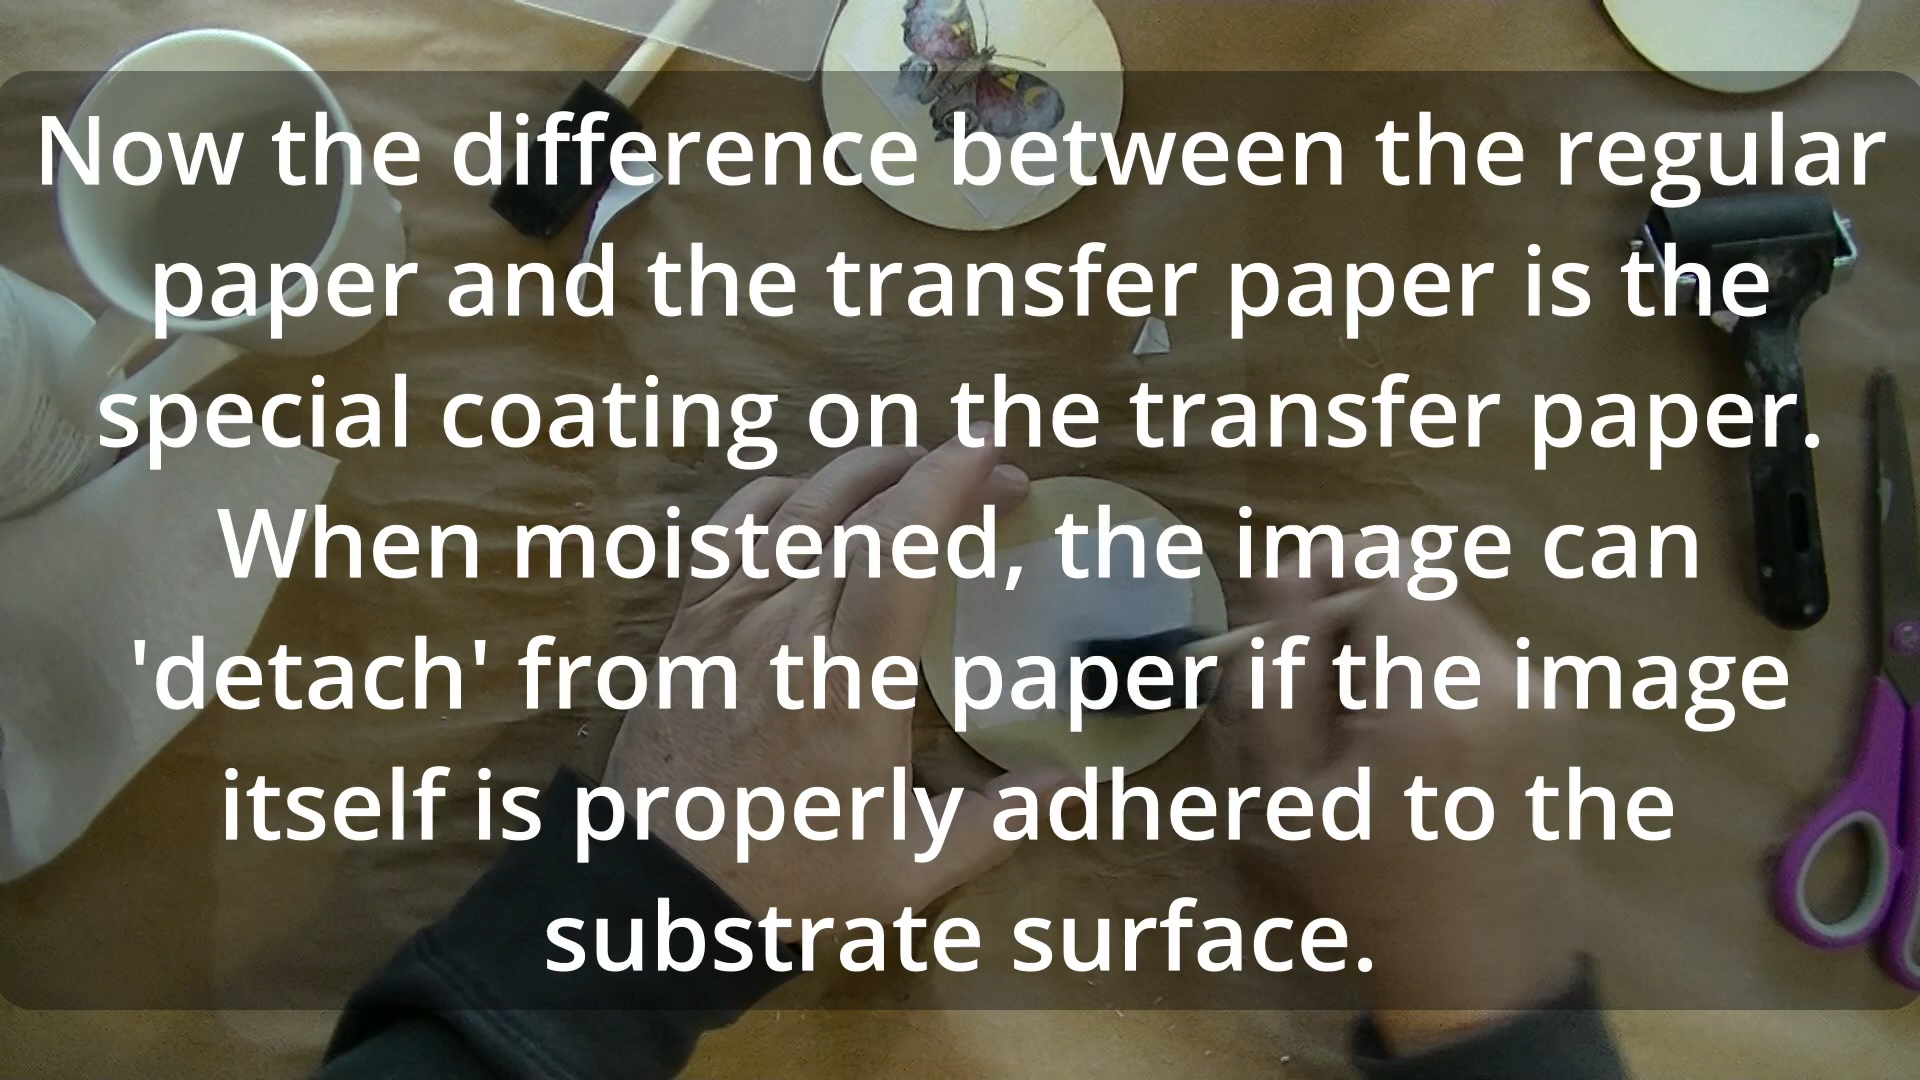 Now the difference between the regular
paper and the transfer paper is the
special coating on the transfer paper.
When moistened, the image can
'detach' from the paper if the image
itself is properly adhered to the
substrate surface.